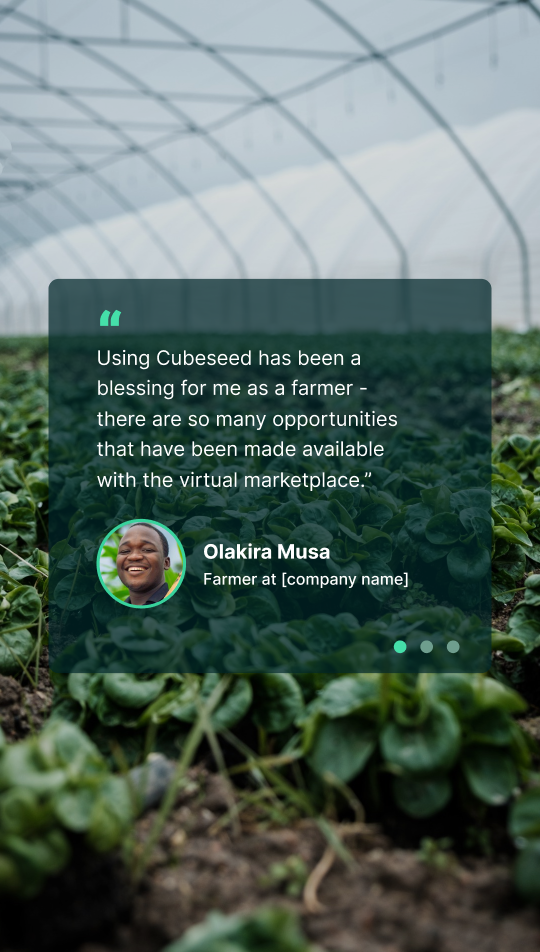 “
Using Cubeseed has been a
blessing for me as a farmer -
there are so many opportunities
that have been made available
with the virtual marketplace.”
Olakira Musa
Farmer at [company name]